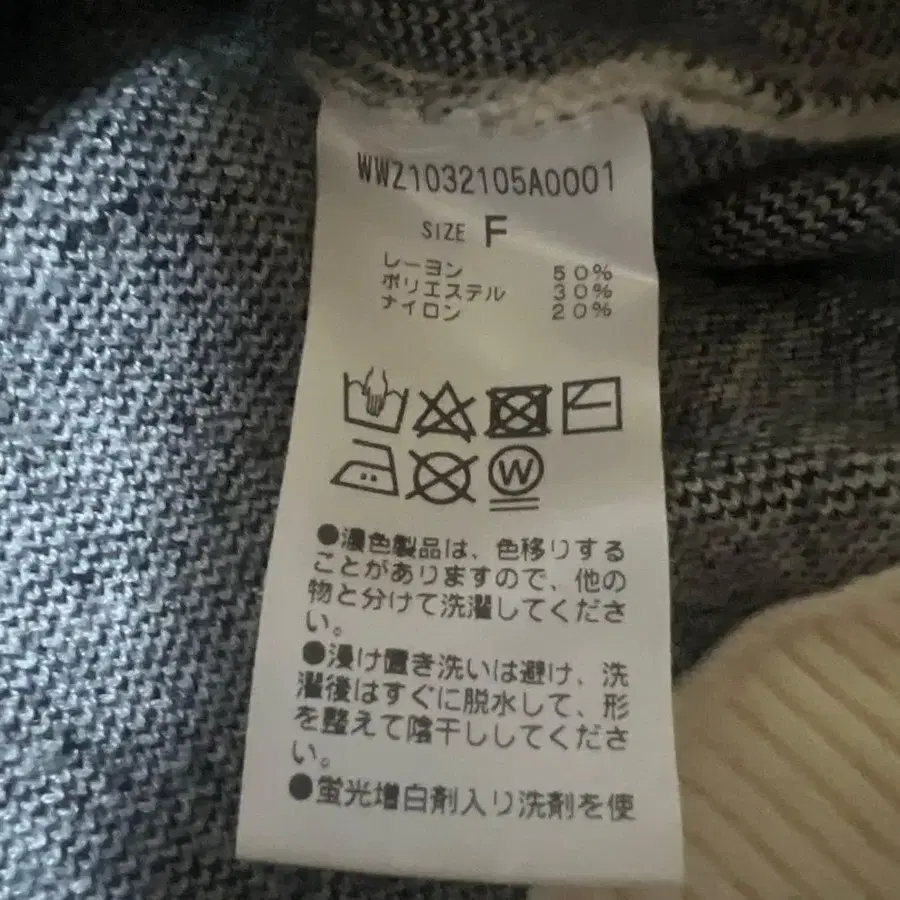 WWZ1032105A0001
SIZE F
レーヨン 50%
ポリエステル 30%
ナイロン 20%
W
●濃色製品は、色移りする
ことがありますので、他の
物と分けて洗濯してくださ
い。
●浸け置き洗いは避け、洗
濯後はすぐに脱水して、形
を整えて陰干ししてくださ
い。
●蛍光増白剤入り洗剤を使